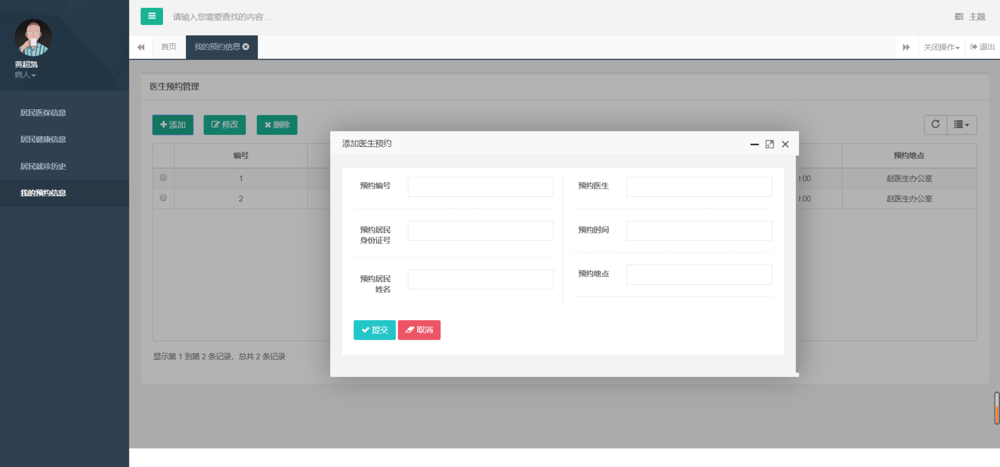 请输入您需要查找的内容 ...
主题
黄超凯
病人
首页
我的预约信息
关闭操作
退出
居民医保信息
居民健康信息
居民就诊历史
我的预约信息
医生预约管理
添加
修改
删除
编号
预约地点
1
:00
赵医生办公室
2
:00
赵医生办公室
显示第 1 到第 2 条记录，总共 2 条记录
添加医生预约
预约编号
预约医生
预约居民
身份证号
预约时间
预约居民
姓名
预约地点
提交
取消